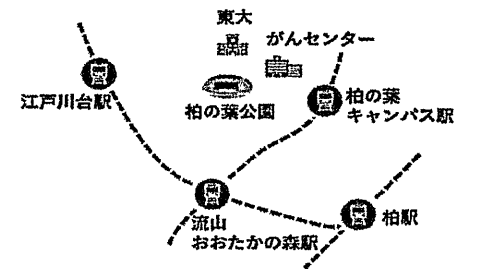 東大
がんセンター
江戸川台駅
柏の葉公園
柏の葉
キャンパス駅
流山
おおたかの森駅
柏駅